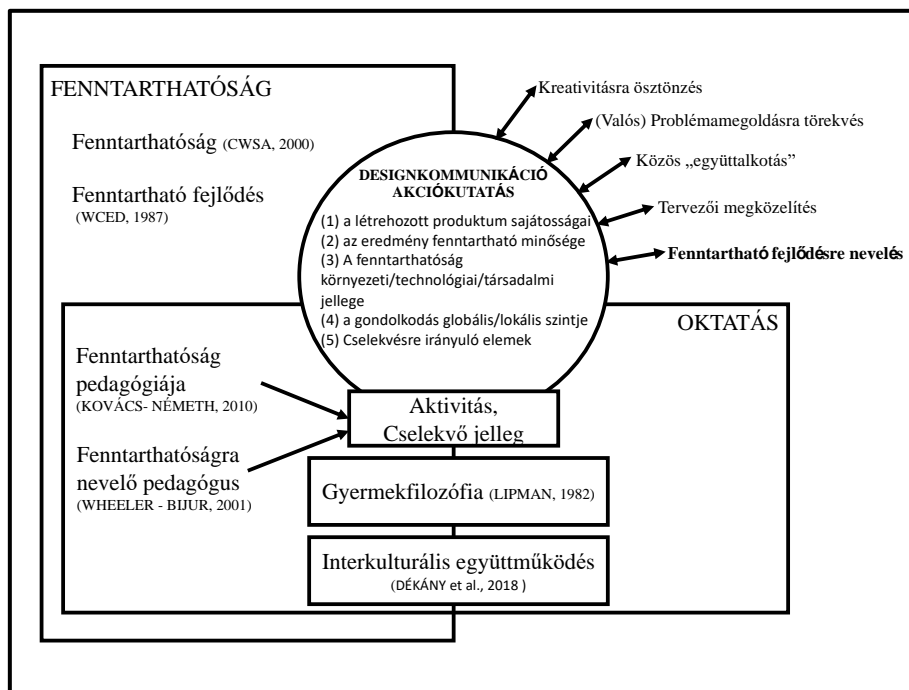 FENNTARTHATÓSÁG
Fenntarthatóság (CWSA, 2000)
Fenntartható fejlődés
(WCED, 1987)
DESIGNKOMMUNIKÁCIÓ
AKCIÓKUTATÁS
(1) a létrehozott produktum sajátosságai
(2) az eredmény fenntartható minősége
(3) A fenntarthatóság
környezeti/technológiai/társadalmi
jellege
(4) a gondolkodás globális/lokális szintje
(5) Cselekvésre irányuló elemek
Kreativitásra ösztönzés
(Valós) Problémamegoldásra törekvés
Közös „együttalkotás”
Tervezői megközelítés
Fenntartható fejlődésre nevelés
OKTATÁS
Fenntarthatóság
pedagógiája
(KOVÁCS- NÉMETH, 2010)
Fenntarthatóságra
nevelő pedagógus
(WHEELER - BIJUR, 2001)
Aktivitás,
Cselekvő jelleg
Gyermekfilozófia (LIPMAN, 1982)
Interkulturális együttműködés
(DÉKÁNY et al., 2018 )